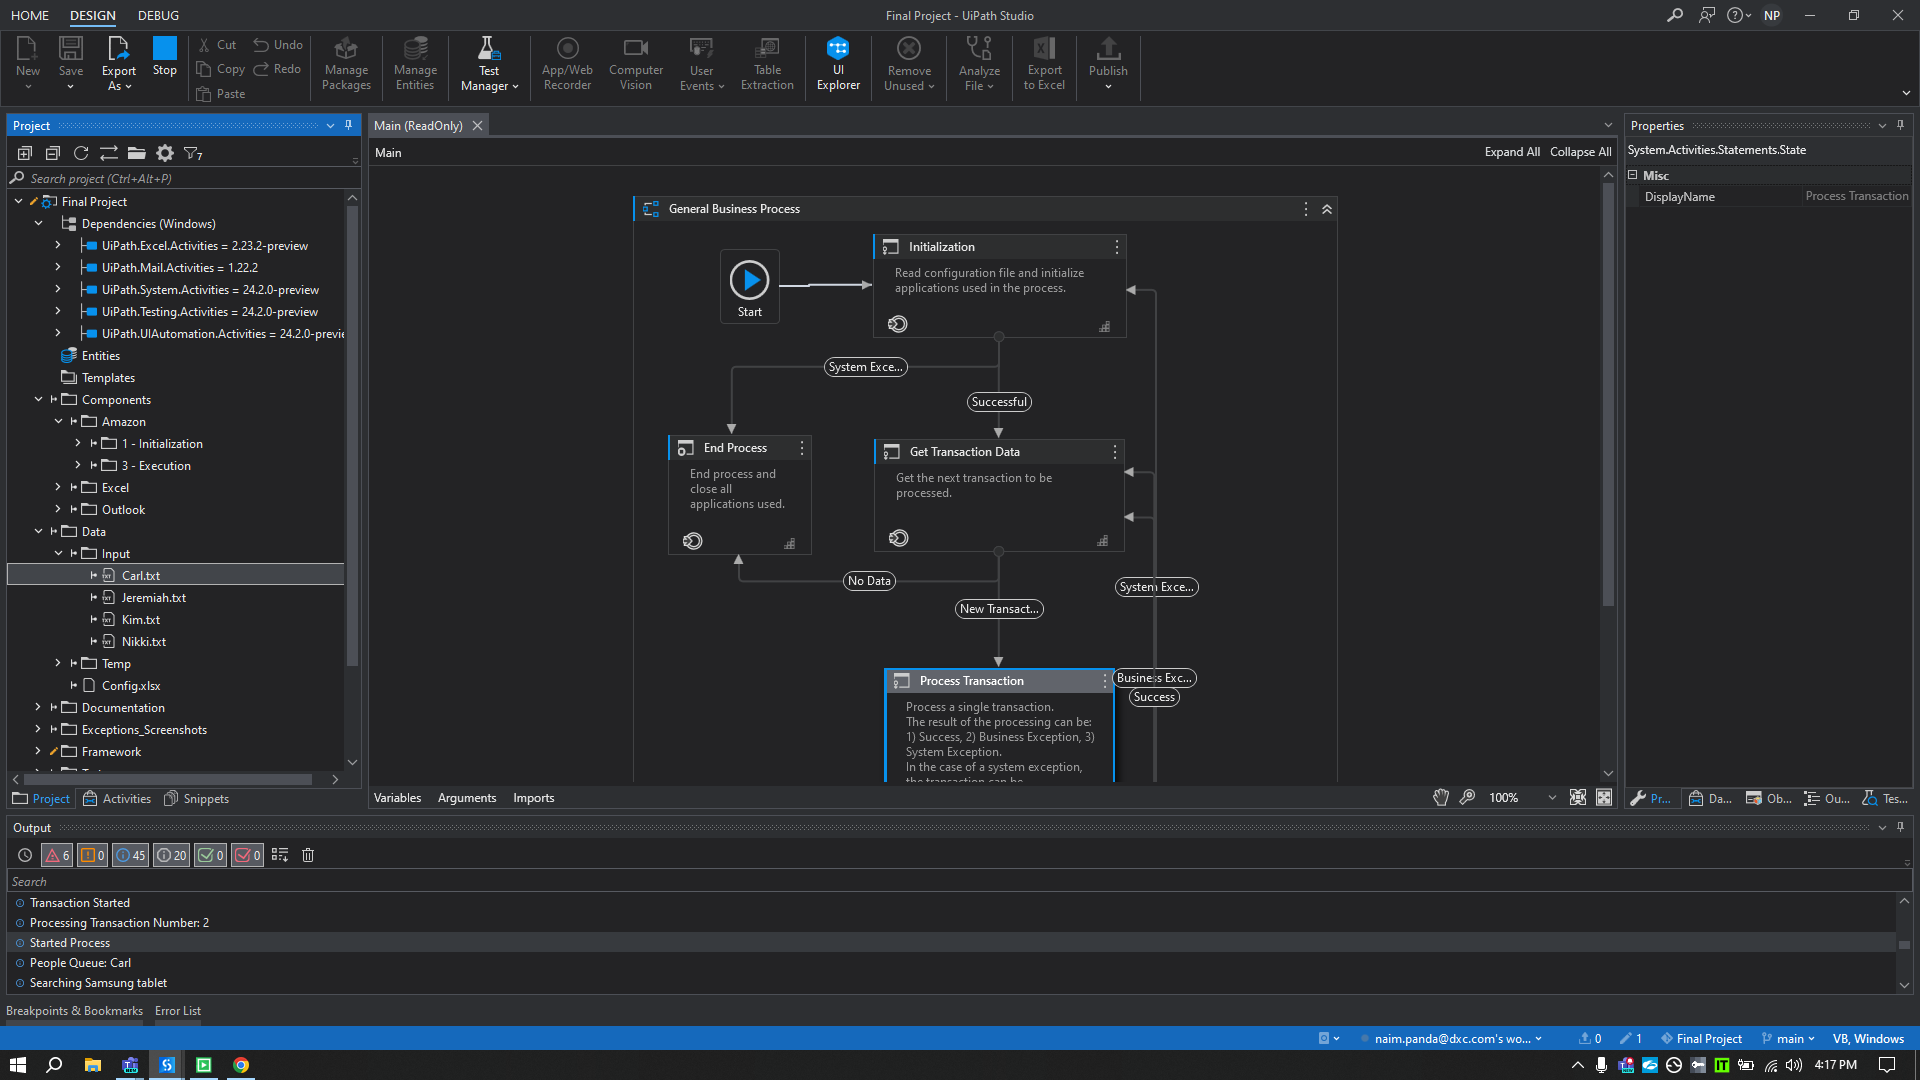 HOME DESIGN DEBUG
Final Project - UiPath Studio
NP
New
Save
Export As
Stop
Cut
Copy
Paste
Undo
Redo
Manage Packages
Manage Entities
Test Manager
App/Web Recorder
Computer Vision
User Events
Table Extraction
UI Explorer
Remove Unused
Analyze File
Export to Excel
Publish
Project
7
Search project (Ctrl+Alt+P)
Final Project
Dependencies (Windows)
UiPath.Excel.Activities = 2.23.2-preview
UiPath.Mail.Activities = 1.22.2
UiPath.System.Activities = 24.2.0-preview
UiPath.Testing.Activities = 24.2.0-preview
UiPath.UIAutomation.Activities = 24.2.0-previe
Entities
Templates
Components
Amazon
1 - Initialization
3 - Execution
Excel
Outlook
Data
Input
Carl.txt
Jeremiah.txt
Kim.txt
Nikki.txt
Temp
Config.xlsx
Documentation
Exceptions_Screenshots
Framework
Project Activities Snippets
Main (ReadOnly)
Main
Expand All Collapse All
General Business Process
Start
Initialization
Read configuration file and initialize
applications used in the process.
System Exce...
Successful
End Process
End process and
close all
applications used.
Get Transaction Data
Get the next transaction to be
processed.
No Data
New Transact...
System Exce...
Process Transaction
Business Exc...
Success
Process a single transaction.
The result of the processing can be:
1) Success, 2) Business Exception, 3)
System Exception.
In the case of a system exception,
the transaction can be
Variables Arguments Imports
100%
Properties
System.Activities.Statements.State
Misc
DisplayName Process Transaction
Pr... Da... Ob... Ou... Tes...
Output
6 0 45 20 0 0
Search
Transaction Started
Processing Transaction Number: 2
Started Process
People Queue: Carl
Searching Samsung tablet
Breakpoints & Bookmarks Error List
naim.panda@dxc.com's wo... 0 1 Final Project main VB, Windows
4:17 PM